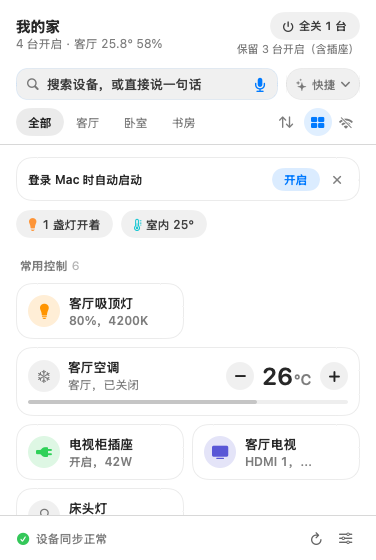 我的家
全关 1 台
4 台开启 · 客厅 25.8° 58%
保留 3 台开启（含插座）
搜索设备，或直接说一句话
快捷
全部 客厅 卧室 书房
登录 Mac 时自动启动
开启
1 盏灯开着 室内 25°
常用控制 6
客厅吸顶灯
80%，4200K
客厅空调
客厅，已关闭
26°C
电视柜插座
开启，42W
客厅电视
HDMI 1，...
床头灯
设备同步正常